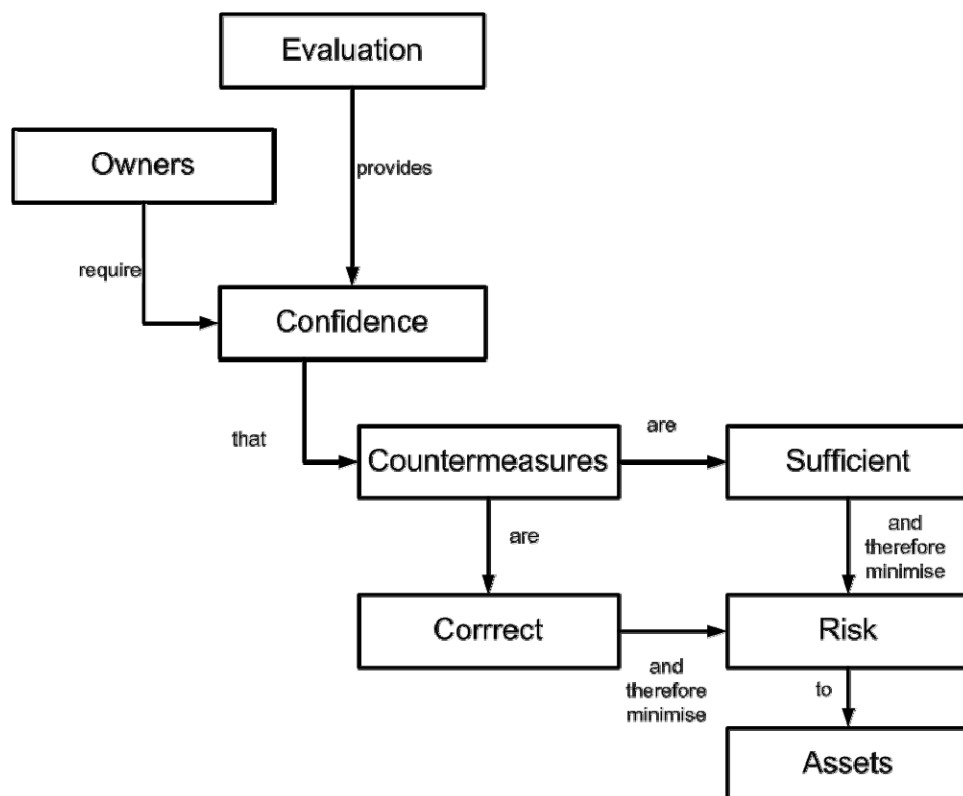 Evaluation
Owners
provides
require
Confidence
that
Countermeasures
are
Sufficient
are
and
therefore
minimise
Corrrect
and
therefore
minimise
Risk
to
Assets